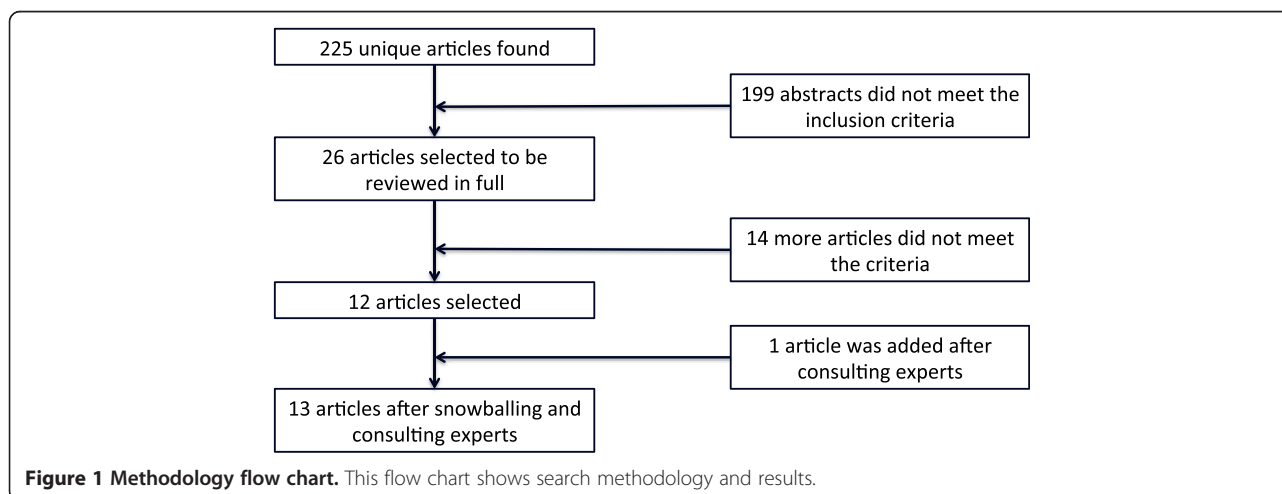 225 unique articles found
199 abstracts did not meet the
inclusion criteria
26 articles selected to be
reviewed in full
14 more articles did not meet
the criteria
12 articles selected
1 article was added after
consulting experts
13 articles after snowballing and
consulting experts
Figure 1 Methodology flow chart. This flow chart shows search methodology and results.